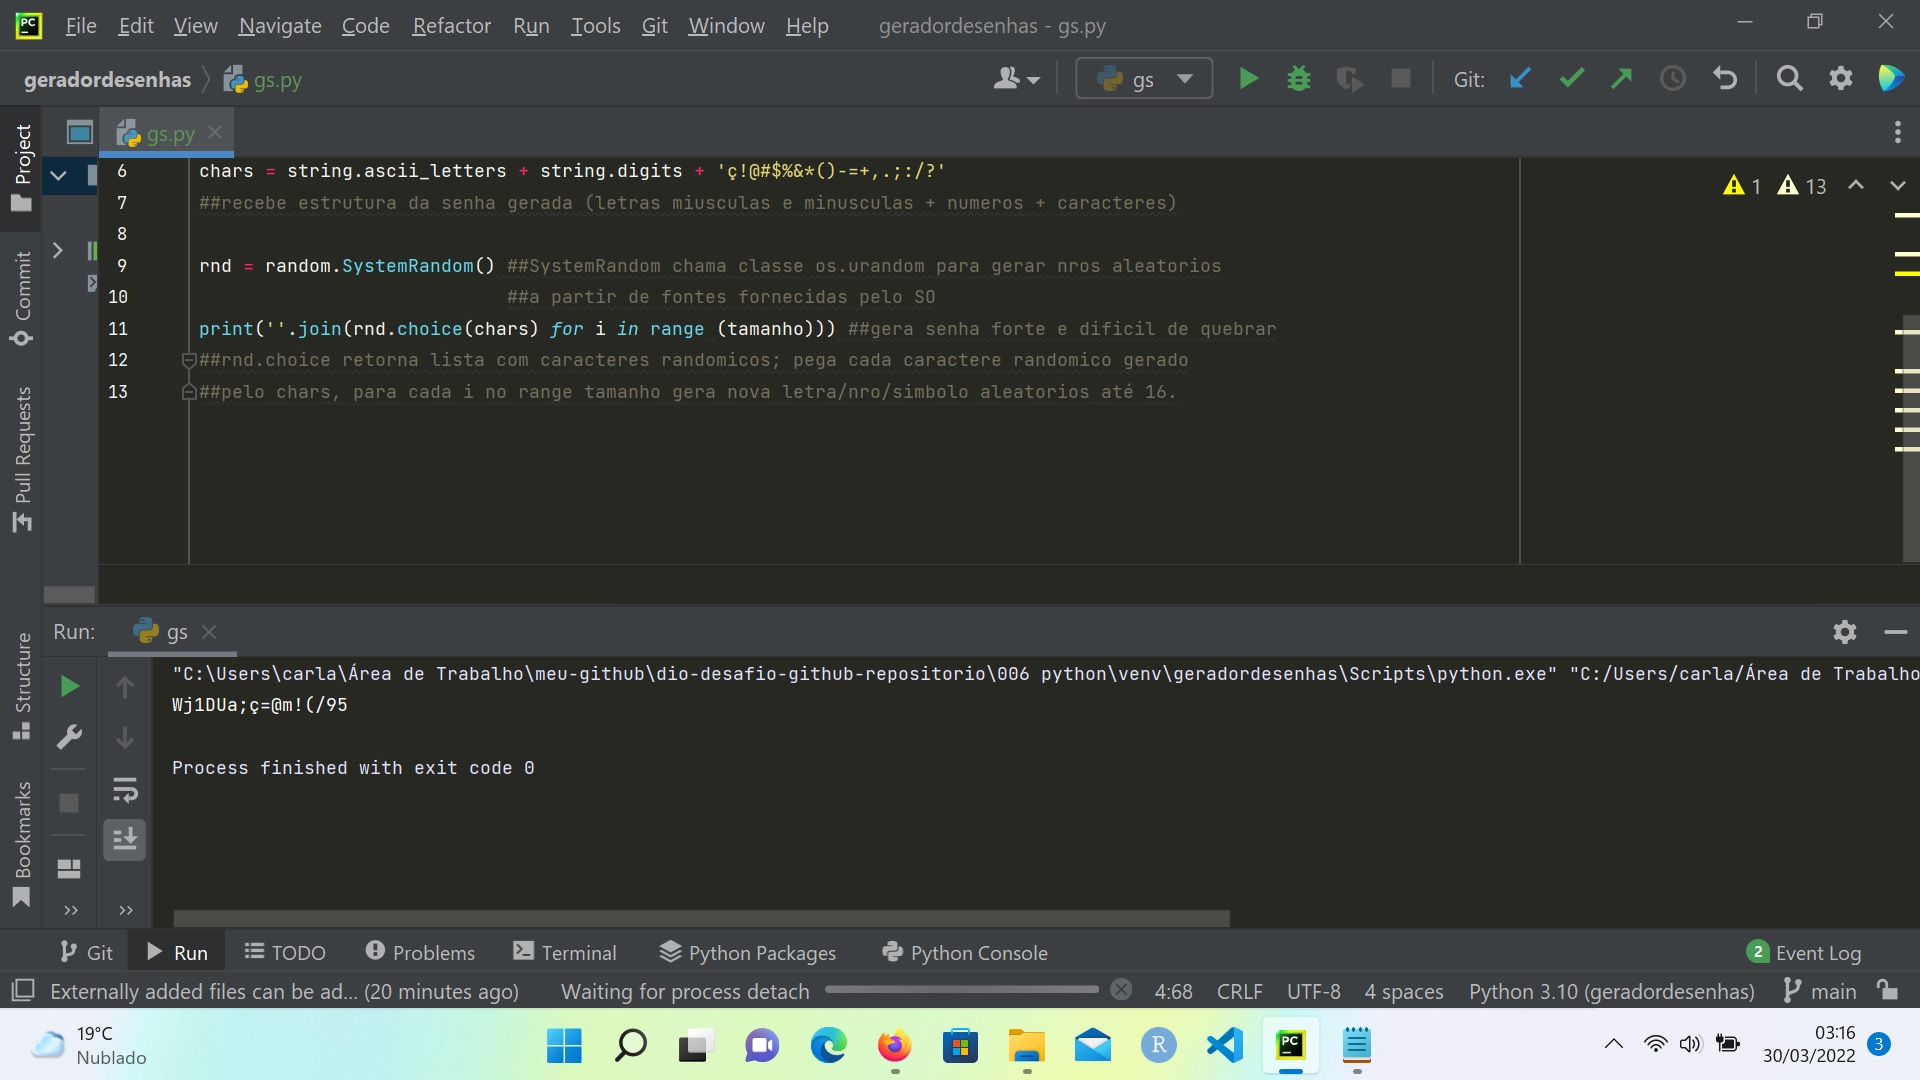 File Edit View Navigate Code Refactor Run Tools Git Window Help geradordesenhas - gs.py
geradordesenhas gs.py gs Git:
Project
Commit
Pull Requests
Structure
Bookmarks
gs.py
1 13
6 chars = string.ascii_letters + string.digits + 'ç!@#$%&*()-=+,.;:/?'
7 ##recebe estrutura da senha gerada (letras miusculas e minusculas + numeros + caracteres)
8
9 rnd = random.SystemRandom() ##SystemRandom chama classe os.urandom para gerar nros aleatorios
10 ##a partir de fontes fornecidas pelo SO
11 print(''.join(rnd.choice(chars) for i in range (tamanho))) ##gera senha forte e dificil de quebrar
12 ##rnd.choice retorna lista com caracteres randomicos; pega cada caractere randomico gerado
13 ##pelo chars, para cada i no range tamanho gera nova letra/nro/simbolo aleatorios até 16.
Run: gs
"C:\Users\carla\Área de Trabalho\meu-github\dio-desafio-github-repositorio\006 python\venv\geradordesenhas\Scripts\python.exe" "C:/Users/carla/Área de Trabalho
Wj1DUa;ç=@m!(/95
Process finished with exit code 0
Git Run TODO Problems Terminal Python Packages Python Console 2 Event Log
Externally added files can be ad... (20 minutes ago) Waiting for process detach 4:68 CRLF UTF-8 4 spaces Python 3.10 (geradordesenhas) main
19°C
Nublado
PC
R
03:16
30/03/2022
3